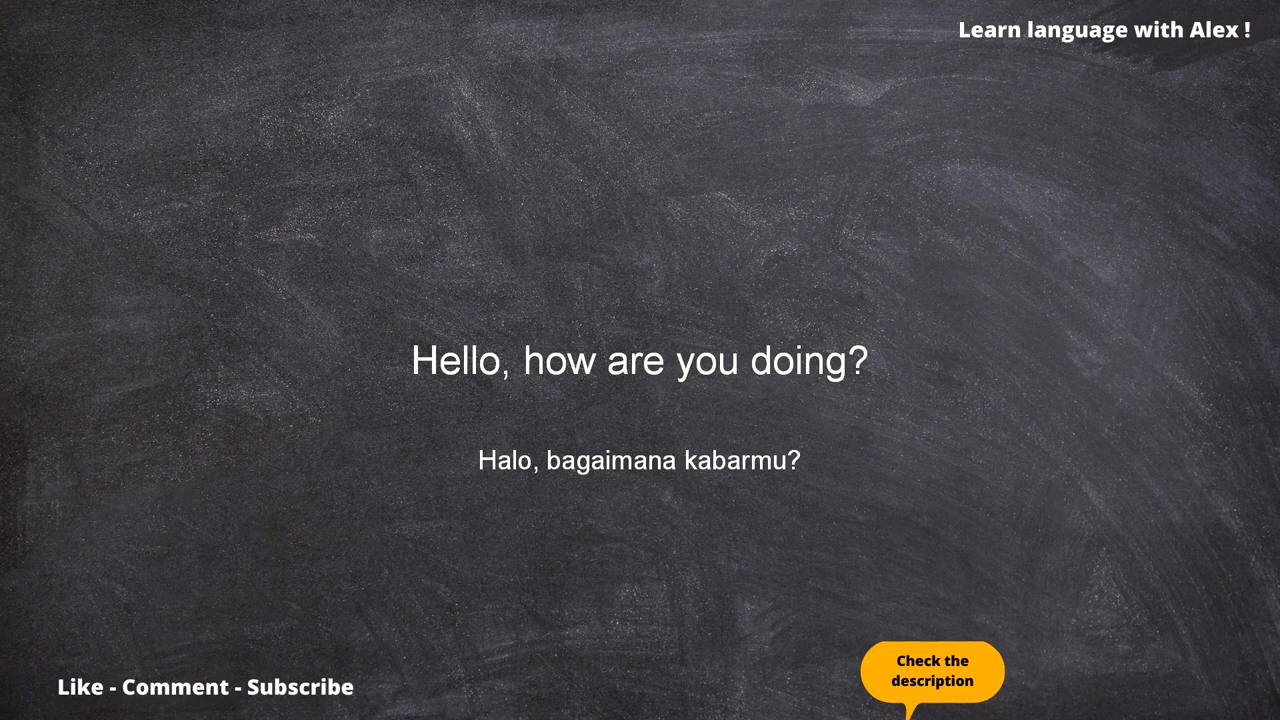 Learn language with Alex !
Hello, how are you doing?
Halo, bagaimana kabarmu?
Like - Comment - Subscribe
Check the
description